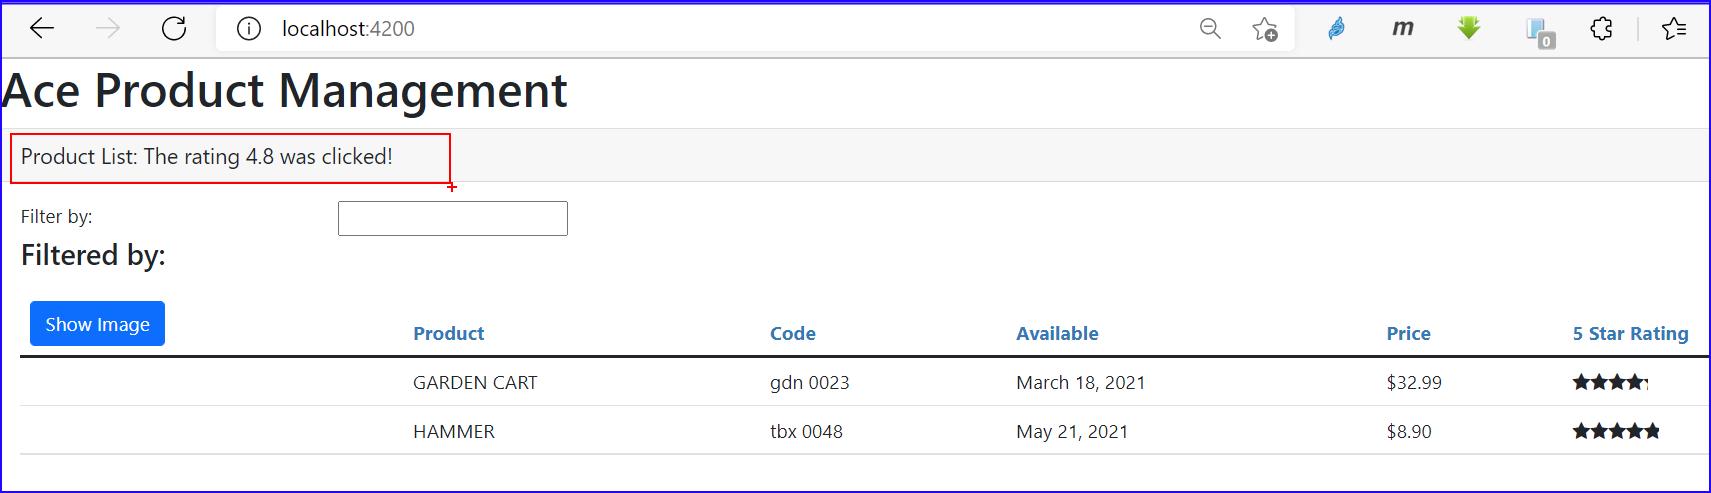 localhost:4200
m
0
Ace Product Management
Product List: The rating 4.8 was clicked!
Filter by:
Filtered by:
Show Image Product Code Available Price 5 Star Rating
GARDEN CART gdn 0023 March 18, 2021 $32.99
HAMMER tbx 0048 May 21, 2021 $8.90